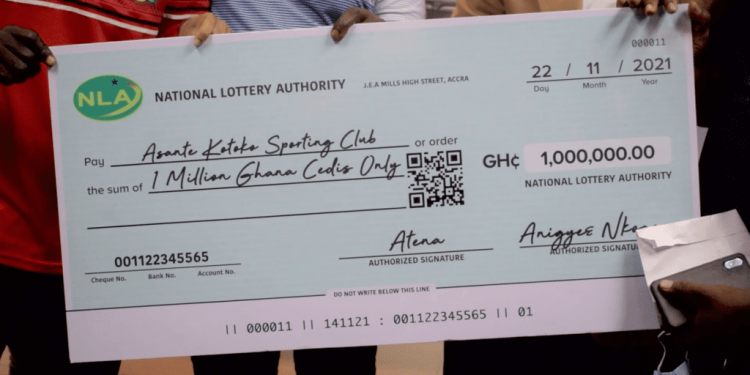 000011
NLA
NATIONAL LOTTERY AUTHORITY
J.E.A MILLS HIGH STREET, ACCRA
22 / 11 / 2021
Day Month Year
Pay Asante Kotoko Sporting Club or order
the sum of 1 Million Ghana Cedis Only
GH¢ 1,000,000.00
NATIONAL LOTTERY AUTHORITY
001122345565
Cheque No. Bank No. Account No.
Atena
AUTHORIZED SIGNATURE
Anigyeɛ
AUTHORIZED
DO NOT WRITE BELOW THIS LINE
|| 000011 || 141121 : 001122345565 || 01